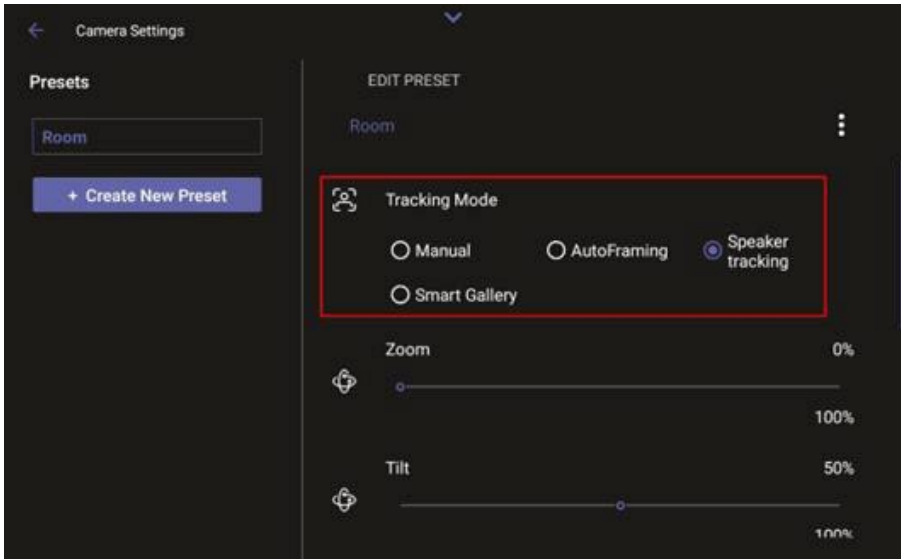 Camera Settings
Presets
Room
+ Create New Preset
EDIT PRESET
Room
Tracking Mode
Manual
AutoFraming
Speaker
tracking
Smart Gallery
Zoom
0%
100%
Tilt
50%
100%